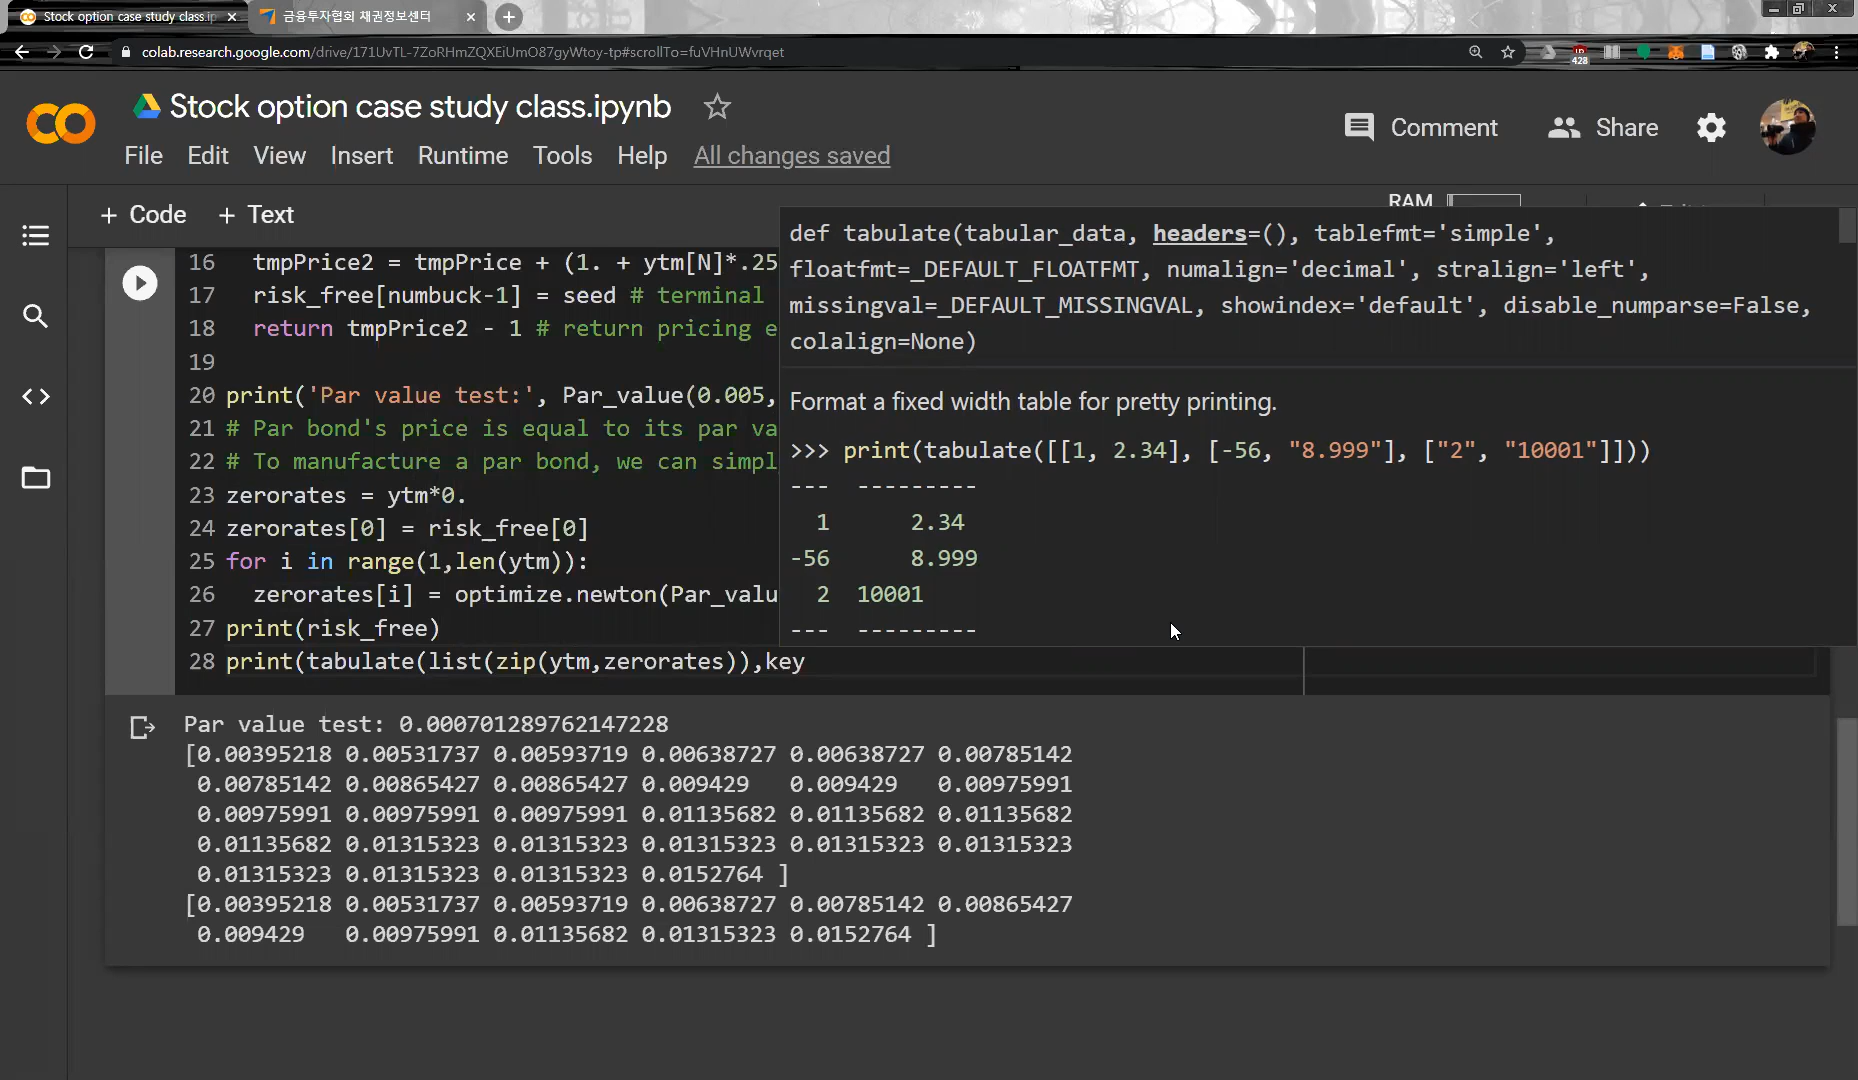 Stock option case study class.ip
금융투자협회 채권정보센터
colab.research.google.com/drive/171UvTL-7ZoRHmZQXEiUmO87gyWtoy-tp#scrollTo=fuVHnUWvrqet
428
Stock option case study class.ipynb
Comment
Share
File Edit View Insert Runtime Tools Help All changes saved
+ Code + Text
RAM
def tabulate(tabular_data, headers=(), tablefmt='simple',
floatfmt=_DEFAULT_FLOATFMT, numalign='decimal', stralign='left',
missingval=_DEFAULT_MISSINGVAL, showindex='default', disable_numparse=False,
colalign=None)
Format a fixed width table for pretty printing.
>>> print(tabulate([[1, 2.34], [-56, "8.999"], ["2", "10001"]]))
--- ---------
1 2.34
-56 8.999
2 10001
--- ---------
16 tmpPrice2 = tmpPrice + (1. + ytm[N]*.25
17 risk_free[numbuck-1] = seed # terminal
18 return tmpPrice2 - 1 # return pricing e
19
20 print('Par value test:', Par_value(0.005,
21 # Par bond's price is equal to its par va
22 # To manufacture a par bond, we can simpl
23 zerorates = ytm*0.
24 zerorates[0] = risk_free[0]
25 for i in range(1,len(ytm)):
26 zerorates[i] = optimize.newton(Par_valu
27 print(risk_free)
28 print(tabulate(list(zip(ytm,zerorates)),key
Par value test: 0.000701289762147228
[0.00395218 0.00531737 0.00593719 0.00638727 0.00638727 0.00785142
0.00785142 0.00865427 0.00865427 0.009429 0.009429 0.00975991
0.00975991 0.00975991 0.00975991 0.01135682 0.01135682 0.01135682
0.01135682 0.01315323 0.01315323 0.01315323 0.01315323 0.01315323
0.01315323 0.01315323 0.01315323 0.0152764 ]
[0.00395218 0.00531737 0.00593719 0.00638727 0.00785142 0.00865427
0.009429 0.00975991 0.01135682 0.01315323 0.0152764 ]